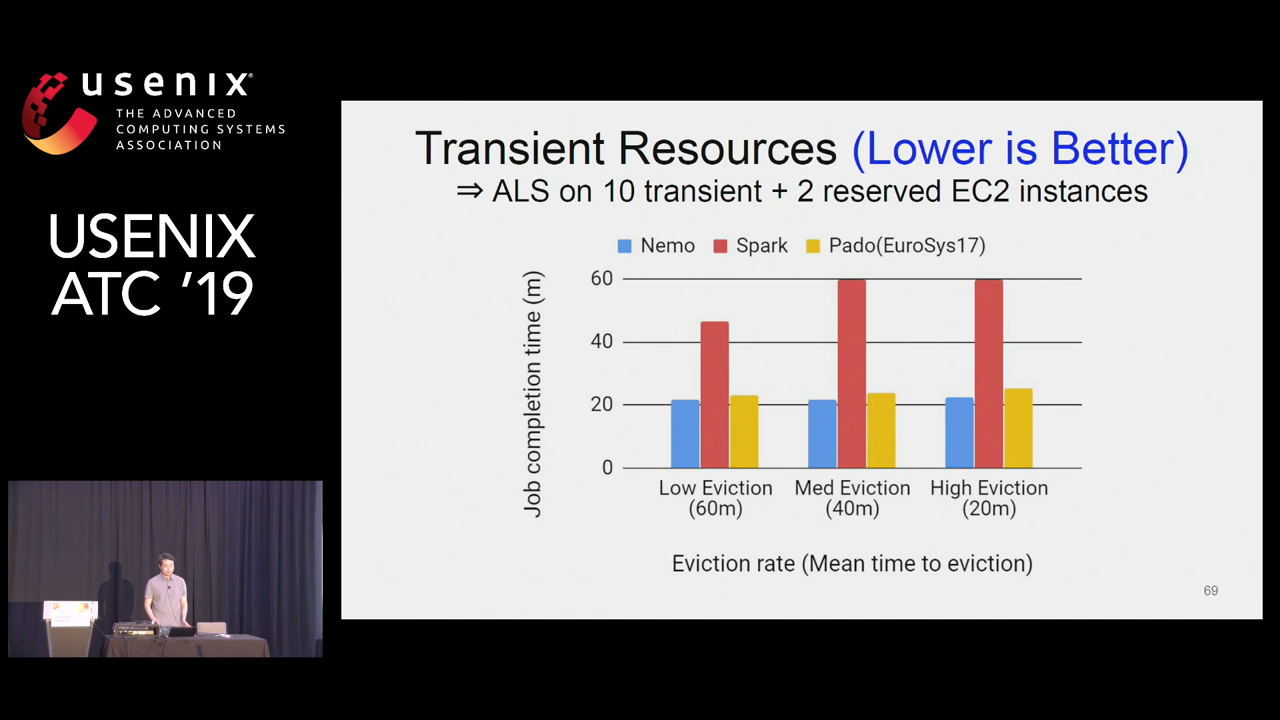 usenix
THE ADVANCED
COMPUTING SYSTEMS
ASSOCIATION
USENIX
ATC '19
Transient Resources (Lower is Better)
⇒ ALS on 10 transient + 2 reserved EC2 instances
Nemo Spark Pado(EuroSys17)
Job completion time (m)
60
40
20
0
Low Eviction (60m)
Med Eviction (40m)
High Eviction (20m)
Eviction rate (Mean time to eviction)
69